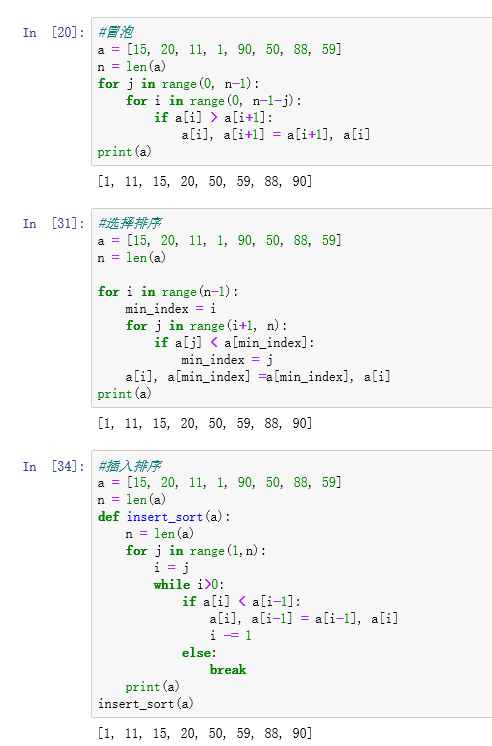 In [20]: #冒泡
a = [15, 20, 11, 1, 90, 50, 88, 59]
n = len(a)
for j in range(0, n-1):
    for i in range(0, n-1-j):
        if a[i] > a[i+1]:
            a[i], a[i+1] = a[i+1], a[i]
print(a)
[1, 11, 15, 20, 50, 59, 88, 90]
In [31]: #选择排序
a = [15, 20, 11, 1, 90, 50, 88, 59]
n = len(a)

for i in range(n-1):
    min_index = i
    for j in range(i+1, n):
        if a[j] < a[min_index]:
            min_index = j
    a[i], a[min_index] =a[min_index], a[i]
print(a)
[1, 11, 15, 20, 50, 59, 88, 90]
In [34]: #插入排序
a = [15, 20, 11, 1, 90, 50, 88, 59]
n = len(a)
def insert_sort(a):
    n = len(a)
    for j in range(1,n):
        i = j
        while i>0:
            if a[i] < a[i-1]:
                a[i], a[i-1] = a[i-1], a[i]
                i -= 1
            else:
                break
    print(a)
insert_sort(a)
[1, 11, 15, 20, 50, 59, 88, 90]